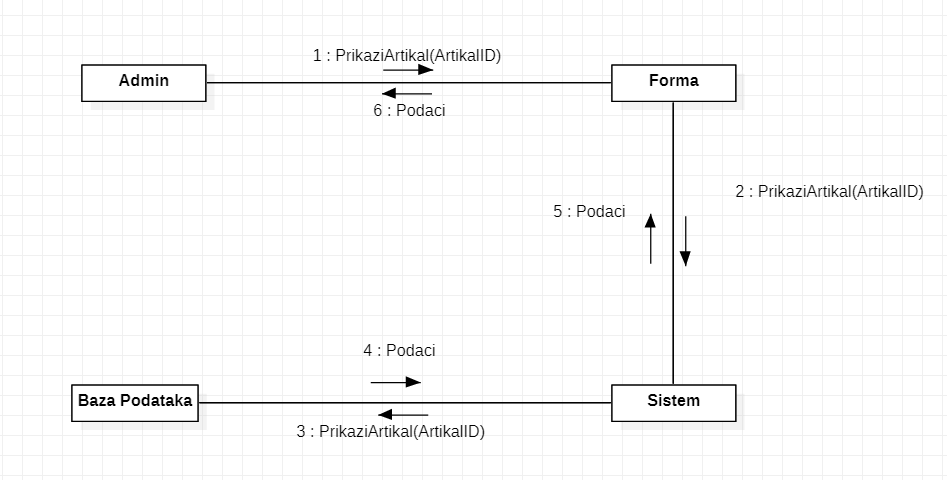 1 : PrikaziArtikal(ArtikalID)
Admin
Forma
6 : Podaci
2 : PrikaziArtikal(ArtikalID)
5 : Podaci
4 : Podaci
Baza Podataka
Sistem
3 : PrikaziArtikal(ArtikalID)